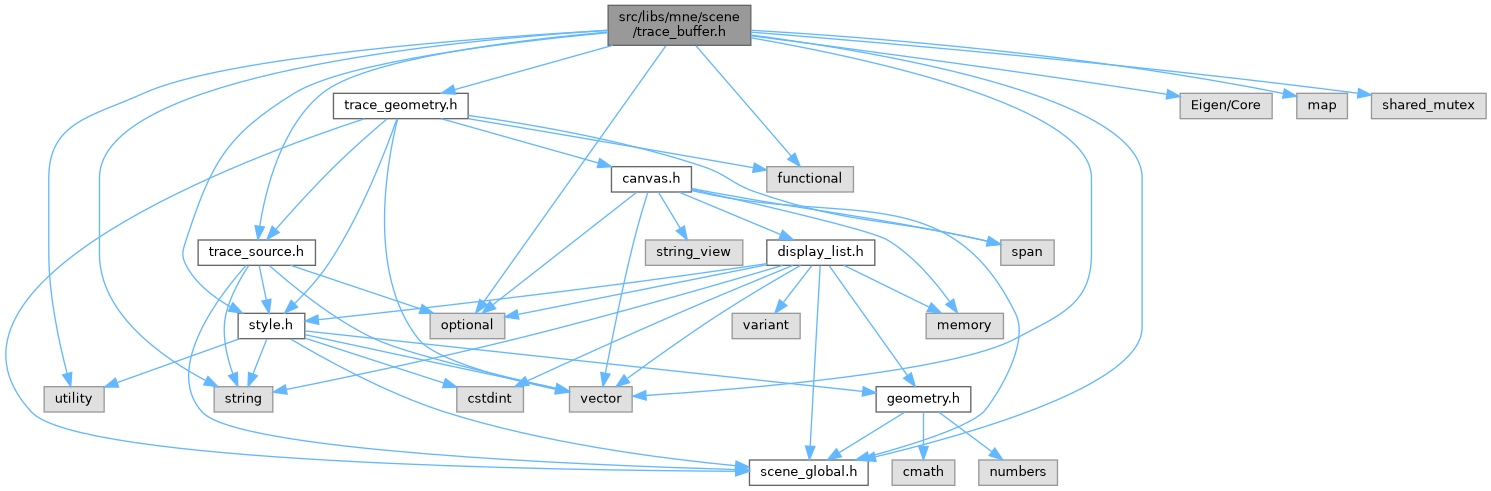 src/libs/mne/scene
/trace_buffer.h
trace_geometry.h
Eigen/Core
map
shared_mutex
canvas.h
functional
trace_source.h
string_view
display_list.h
span
style.h
optional
variant
memory
utility
string
cstdint
vector
geometry.h
scene_global.h
cmath
numbers